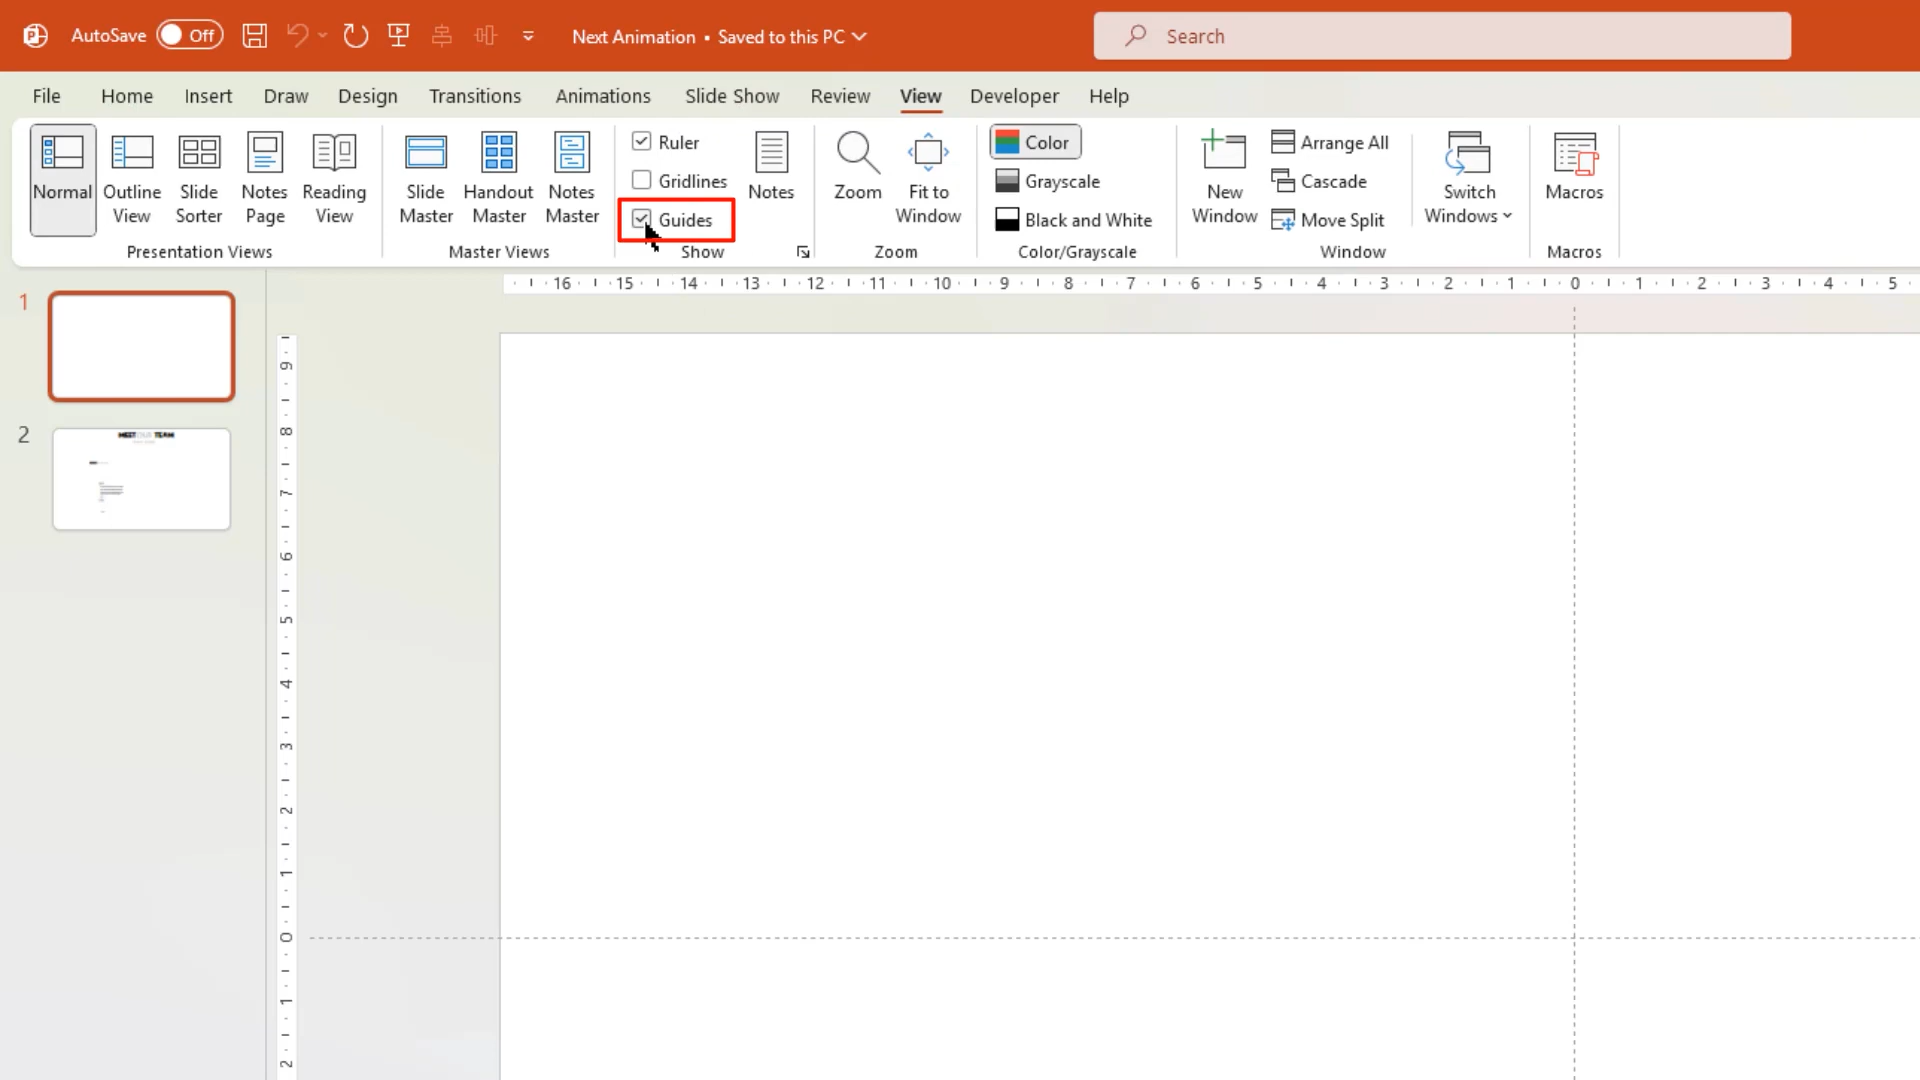 AutoSave Off Next Animation • Saved to this PC Search
File Home Insert Draw Design Transitions Animations Slide Show Review View Developer Help
Normal
Outline View
Slide Sorter
Notes Page
Reading View
Presentation Views
Slide Master
Handout Master
Notes Master
Master Views
Ruler
Gridlines
Guides
Notes
Show
Zoom
Fit to Window
Zoom
Color
Grayscale
Black and White
Color/Grayscale
New Window
Arrange All
Cascade
Move Split
Switch Windows
Window
Macros
Macros
16 15 14 13 12 11 10 9 8 7 6 5 4 3 2 1 0 1 2 3 4 5
9
8
7
6
5
4
3
2
1
0
1
2
1
2
MEET OUR TEAM